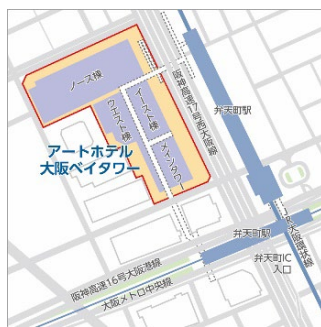 ノース棟
ウエスト棟
イースト棟
メインタワー
アートホテル
大阪ベイタワー
阪神高速17号西大阪線
弁天町駅
JR大阪環状線
弁天町駅
弁天町IC
入口
阪神高速16号大阪港線
大阪メトロ中央線